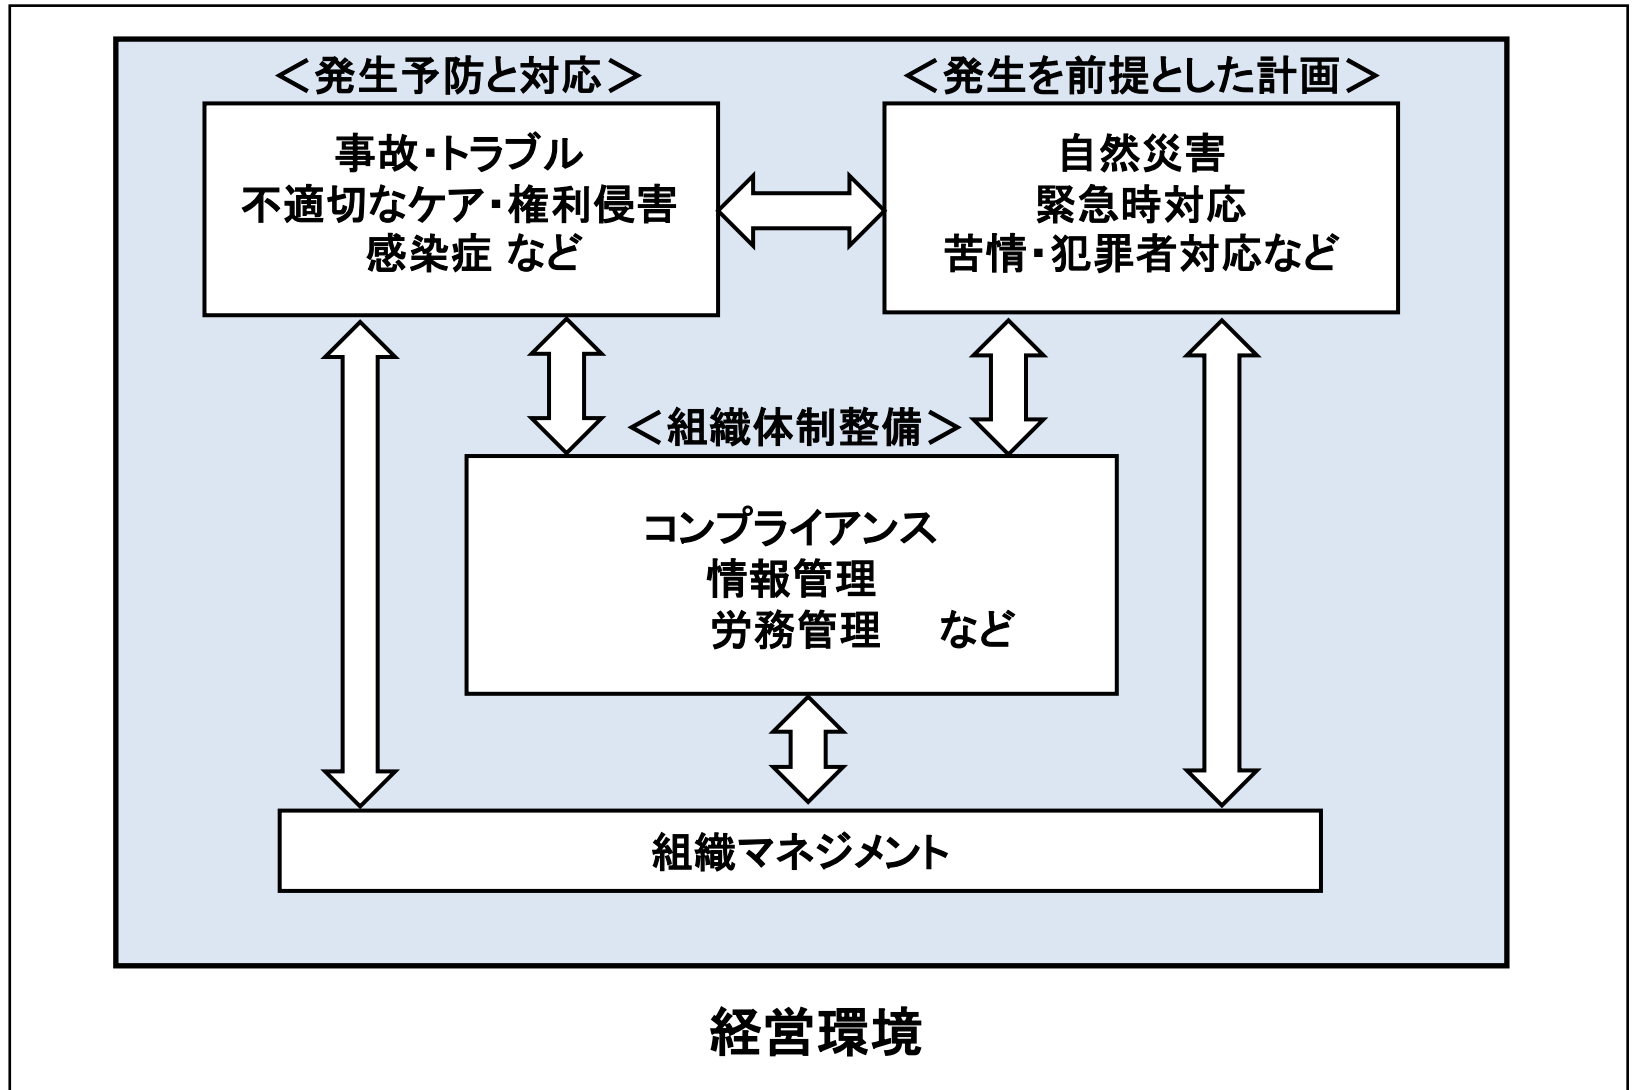 ＜発生予防と対応＞
事故・トラブル
不適切なケア・権利侵害
感染症 など
＜発生を前提とした計画＞
自然災害
緊急時対応
苦情・犯罪者対応など
＜組織体制整備＞
コンプライアンス
情報管理
労務管理　など
組織マネジメント
経営環境